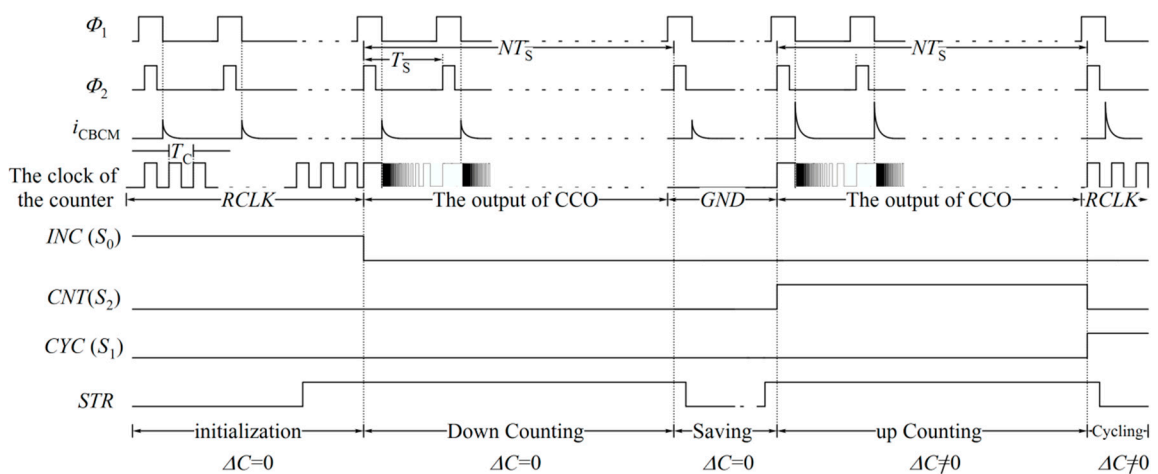 Φ1
NTS
NTS
TS
Φ2
iCBCM
TC
The clock of
the counter
RCLK
The output of CCO
GND
The output of CCO
RCLK
INC (S0)
CNT(S2)
CYC (S1)
STR
initialization
Down Counting
Saving
up Counting
Cycling
ΔC=0
ΔC=0
ΔC=0
ΔC≠0
ΔC≠0